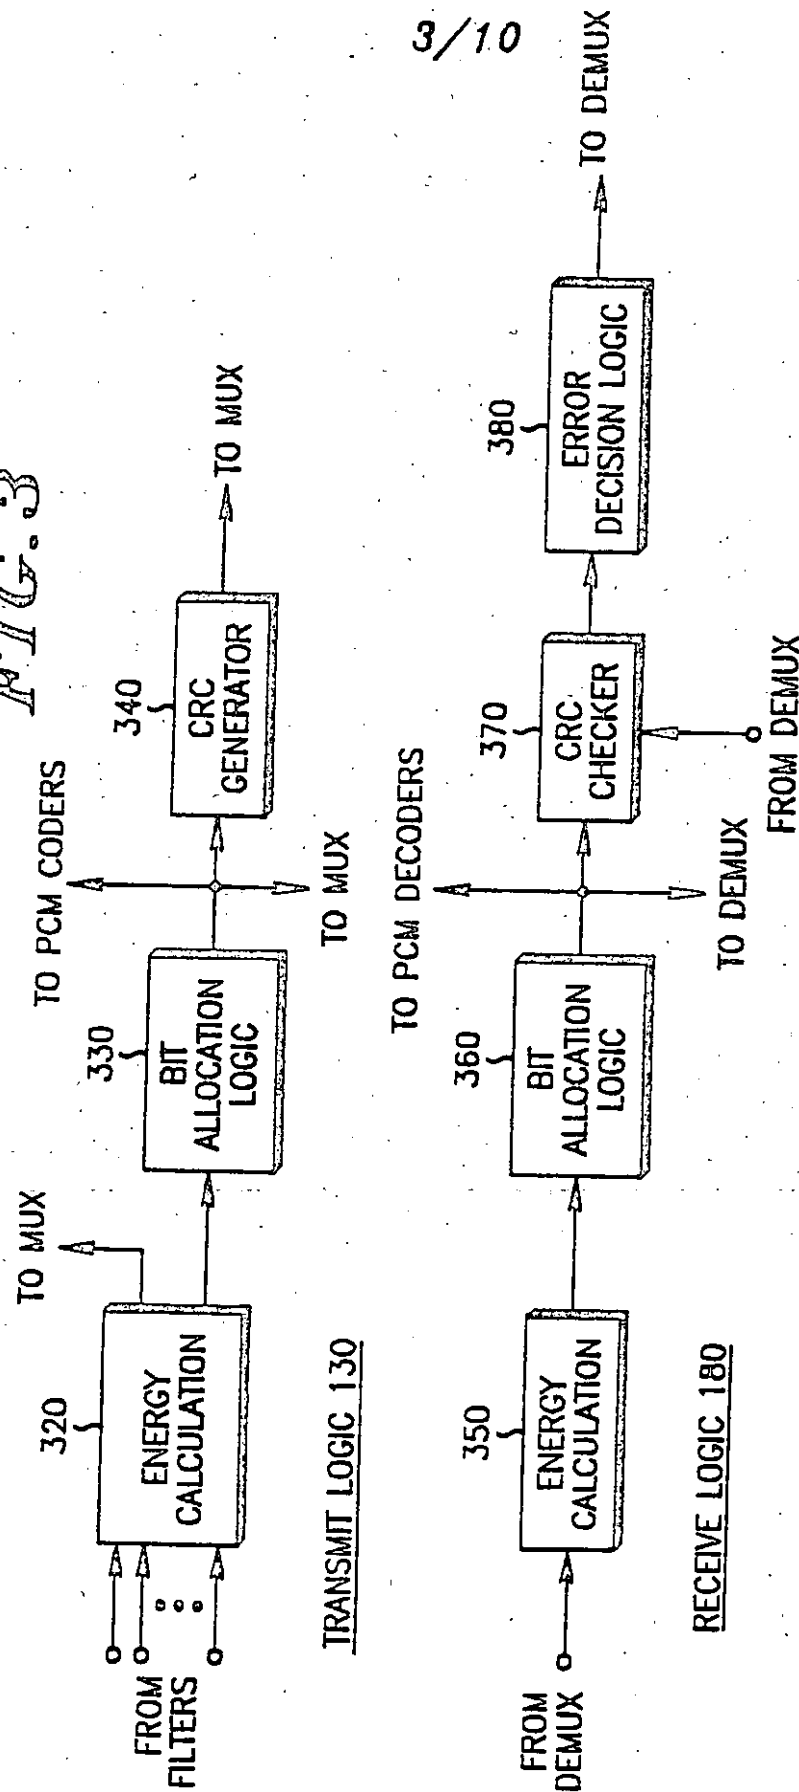 3/10
FIG. 3
FROM
FILTERS
320
ENERGY
CALCULATION
TO MUX
330
BIT
ALLOCATION
LOGIC
TO PCM CODERS
TO MUX
340
CRC
GENERATOR
TO MUX
TRANSMIT LOGIC 130
FROM
DEMUX
350
ENERGY
CALCULATION
360
BIT
ALLOCATION
LOGIC
TO PCM DECODERS
TO DEMUX
370
CRC
CHECKER
FROM DEMUX
380
ERROR
DECISION LOGIC
TO DEMUX
RECEIVE LOGIC 180